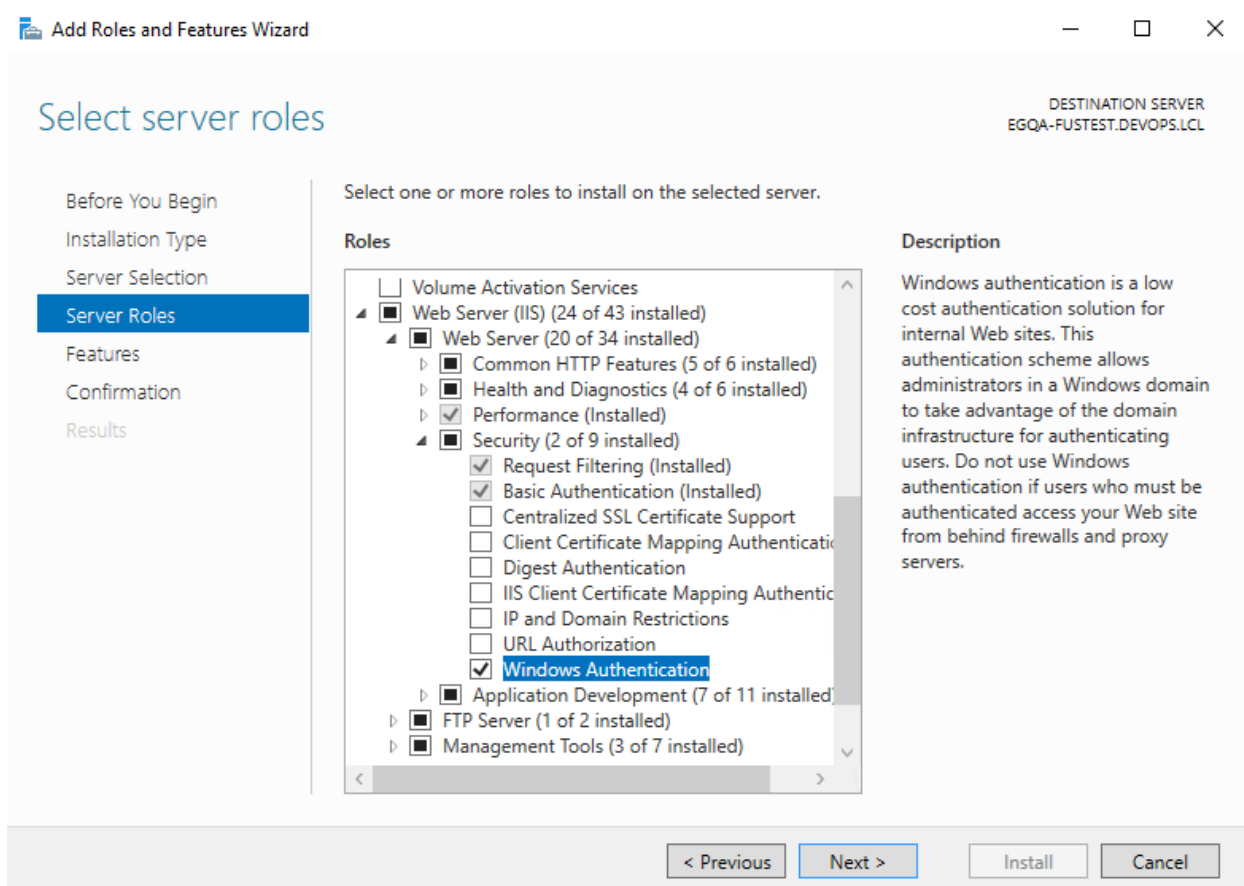 Add Roles and Features Wizard
Select server roles
DESTINATION SERVER
EGQA-FUSTEST.DEVOPS.LCL
Before You Begin
Installation Type
Server Selection
Server Roles
Features
Confirmation
Results
Select one or more roles to install on the selected server.
Roles
Volume Activation Services
Web Server (IIS) (24 of 43 installed)
Web Server (20 of 34 installed)
Common HTTP Features (5 of 6 installed)
Health and Diagnostics (4 of 6 installed)
Performance (Installed)
Security (2 of 9 installed)
Request Filtering (Installed)
Basic Authentication (Installed)
Centralized SSL Certificate Support
Client Certificate Mapping Authenticatic
Digest Authentication
IIS Client Certificate Mapping Authentic
IP and Domain Restrictions
URL Authorization
Windows Authentication
Application Development (7 of 11 installed)
FTP Server (1 of 2 installed)
Management Tools (3 of 7 installed)
Description
Windows authentication is a low
cost authentication solution for
internal Web sites. This
authentication scheme allows
administrators in a Windows domain
to take advantage of the domain
infrastructure for authenticating
users. Do not use Windows
authentication if users who must be
authenticated access your Web site
from behind firewalls and proxy
servers.
< Previous
Next >
Install
Cancel